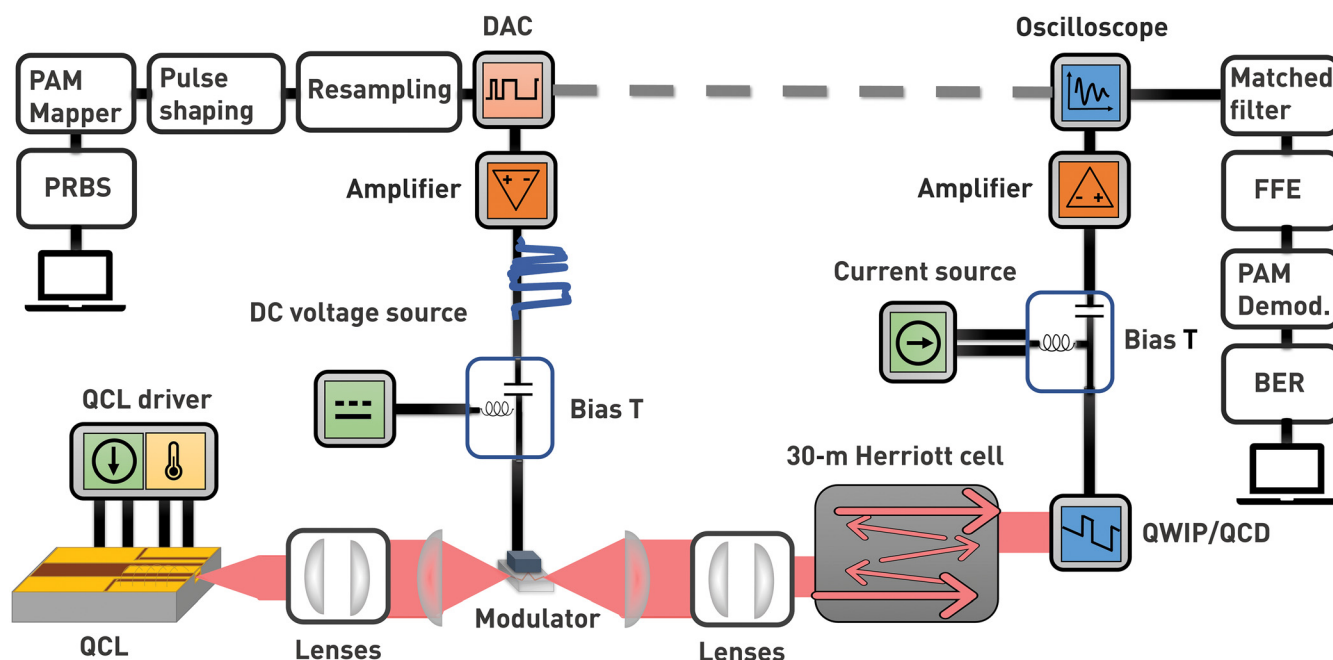 DAC
Oscilloscope
PAM
Mapper
Pulse
shaping
Resampling
Matched
filter
PRBS
Amplifier
Amplifier
FFE
Current source
PAM
Demod.
DC voltage source
Bias T
BER
QCL driver
Bias T
30-m Herriott cell
QWIP/QCD
Modulator
QCL
Lenses
Lenses